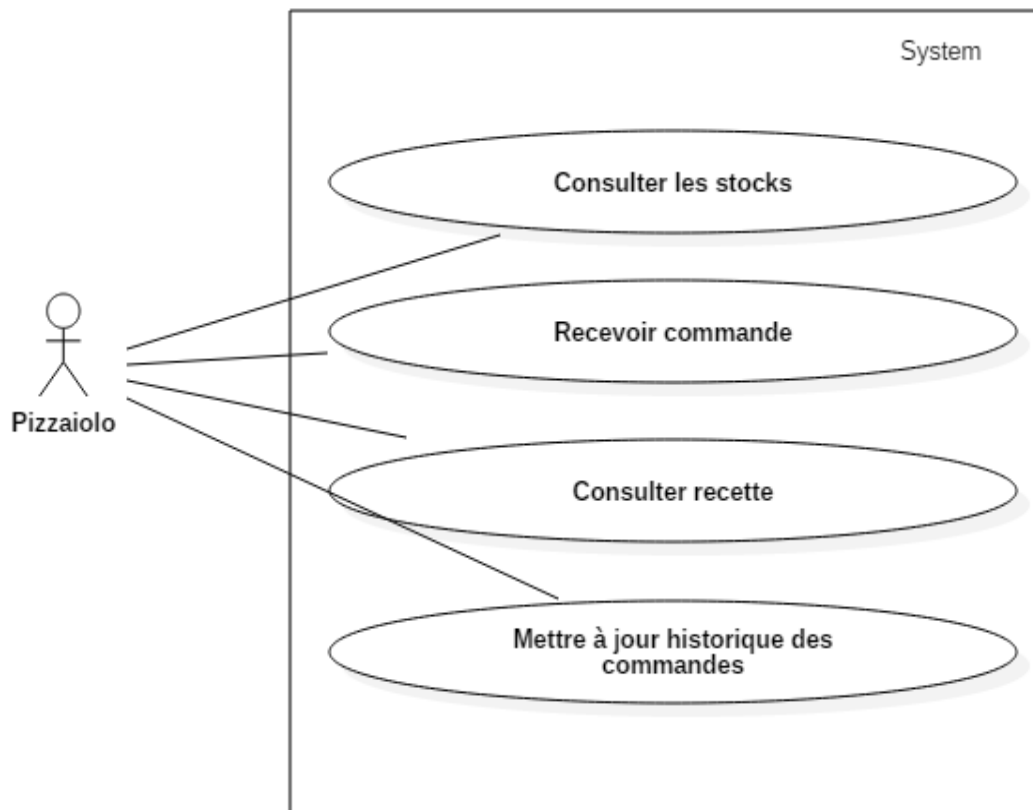 System
Consulter les stocks
Recevoir commande
Pizzaiolo
Consulter recette
Mettre à jour historique des
commandes